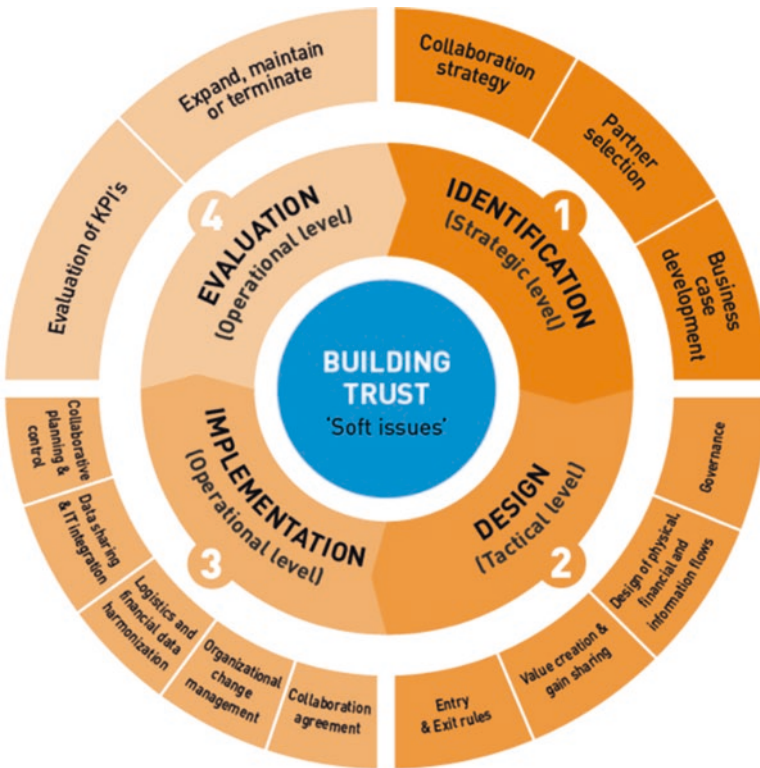 BUILDING
TRUST
'Soft issues'
1
IDENTIFICATION
(Strategic level)
Collaboration
strategy
Partner
selection
Business
case
development
2
DESIGN
(Tactical level)
Governance
Design of physical,
financial and
information flows
Value creation &
gain sharing
Entry
& Exit rules
3
IMPLEMENTATION
(Operational level)
Collaboration
agreement
Organizational
change
management
Logistics and
financial data
harmonization
Data sharing
& IT integration
Collaborative
planning &
control
4
EVALUATION
(Operational level)
Evaluation of KPI's
Expand, maintain
or terminate